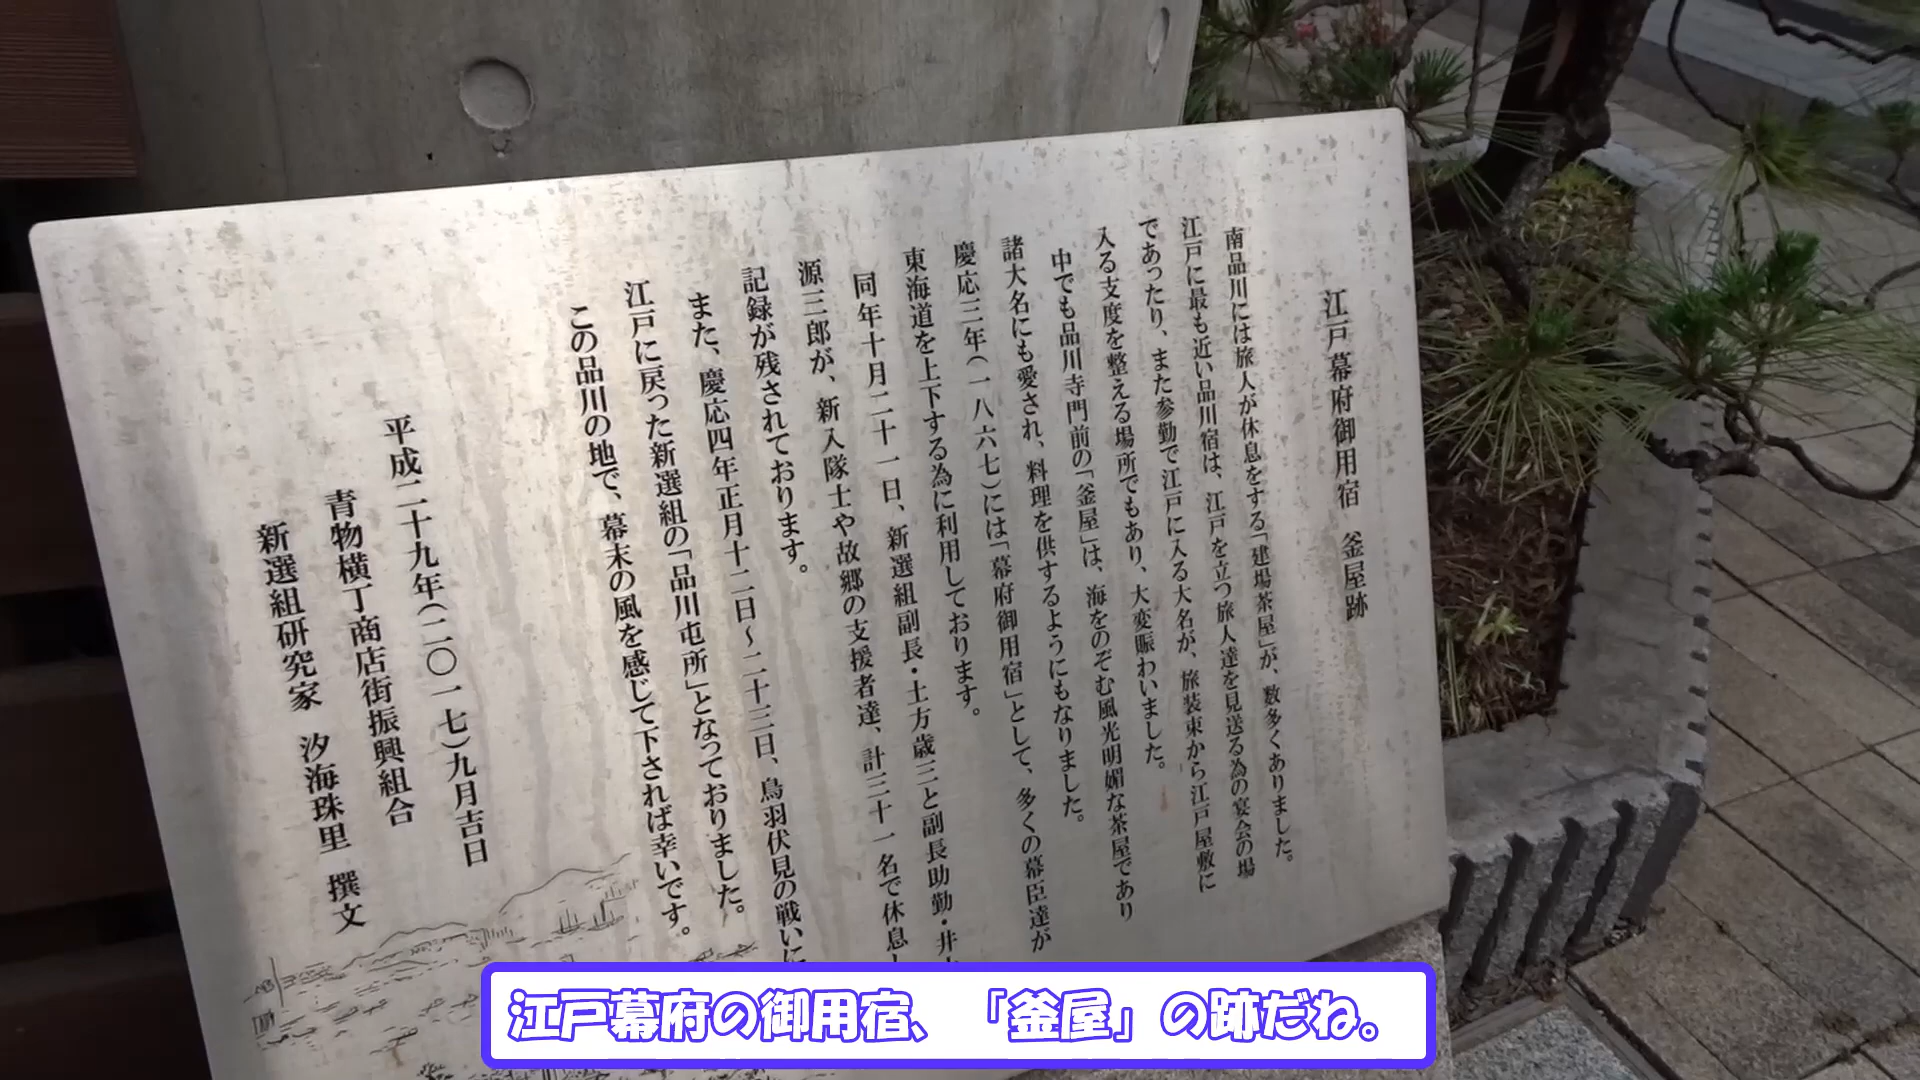 江戸幕府御用宿 釜屋跡
南品川には旅人が休息をする「建場茶屋」が、数多くありました。
江戸に最も近い品川宿は、江戸を立つ旅人達を見送る為の宴会の場
であったり、また参勤で江戸に入る大名が、旅装束から江戸屋敷に
入る支度を整える場所でもあり、大変賑わいました。
中でも品川寺門前の「釜屋」は、海をのぞむ風光明媚な茶屋であり
諸大名にも愛され、料理を供するようにもなりました。
慶応三年(一八六七)には「幕府御用宿」として、多くの幕臣達が
東海道を上下する為に利用しております。
同年十月二十一日、新選組副長・土方歳三と副長助勤・井
源三郎が、新入隊士や故郷の支援者達、計三十一名で休息
記録が残されております。
また、慶応四年正月十二日~二十三日、鳥羽伏見の戦いに
江戸に戻った新選組の「品川屯所」となっておりました。
この品川の地で、幕末の風を感じて下されば幸いです。
平成二十九年(二〇一七)九月吉日
青物横丁商店街振興組合
新選組研究家 汐海珠里 撰文
江戸幕府の御用宿、「釜屋」の跡だね。